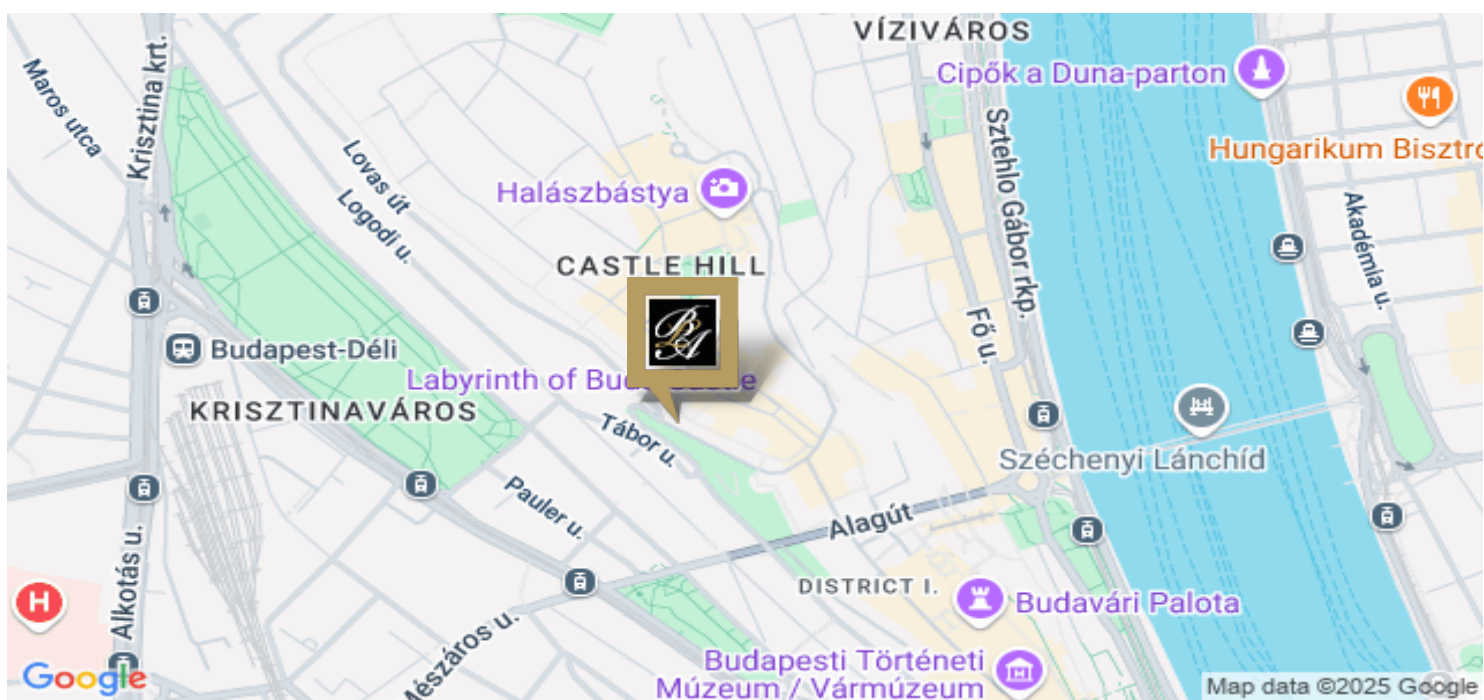 VÍZIVÁROS
Cipők a Duna-parton
Krisztina krt.
Maros utca
Sztehlo Gábor rkp.
Hungarikum Bisztro
Lovas út
Logodi u.
Halászbástya
Akadémia u.
CASTLE HILL
Fő u.
BLA
Budapest-Déli
Labyrinth of Buda Castle
KRISZTINAVÁROS
Tábor u.
Széchenyi Lánchíd
Pauler u.
Alagút
Alkotás u.
DISTRICT I.
H
Budavári Palota
Mészáros u.
Budapesti Történeti
Múzeum / Vármúzeum
Google
Map data ©2025 Google